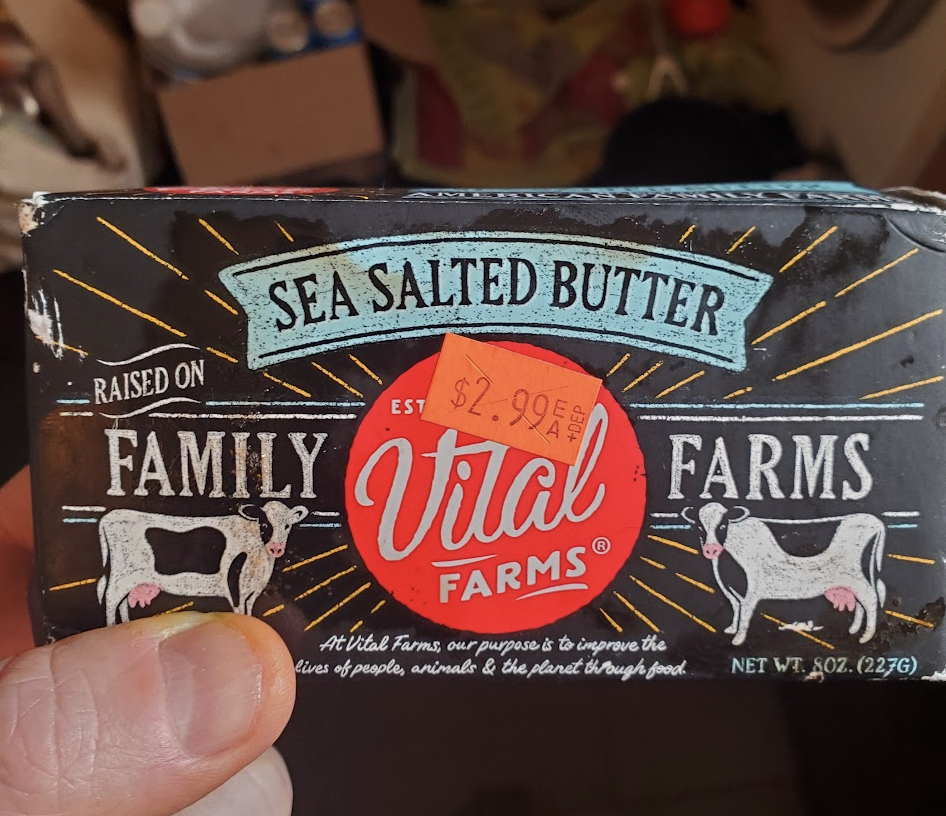 SEA SALTED BUTTER
$2.99 EA +DEP
RAISED ON
EST
FAMILY
Vital
FARMS®
FARMS
At Vital Farms, our purpose is to improve the
lives of people, animals & the planet through food.
NET WT. 8OZ. (227G)